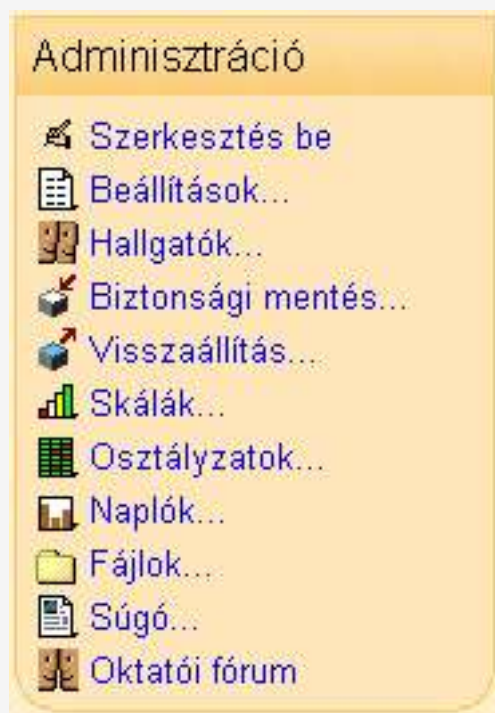 Adminisztráció
Szerkesztés be
Beállítások...
Hallgatók...
Biztonsági mentés...
Visszaállítás...
Skálák...
Osztályzatok...
Naplók...
Fájlok...
Súgó...
Oktatói fórum